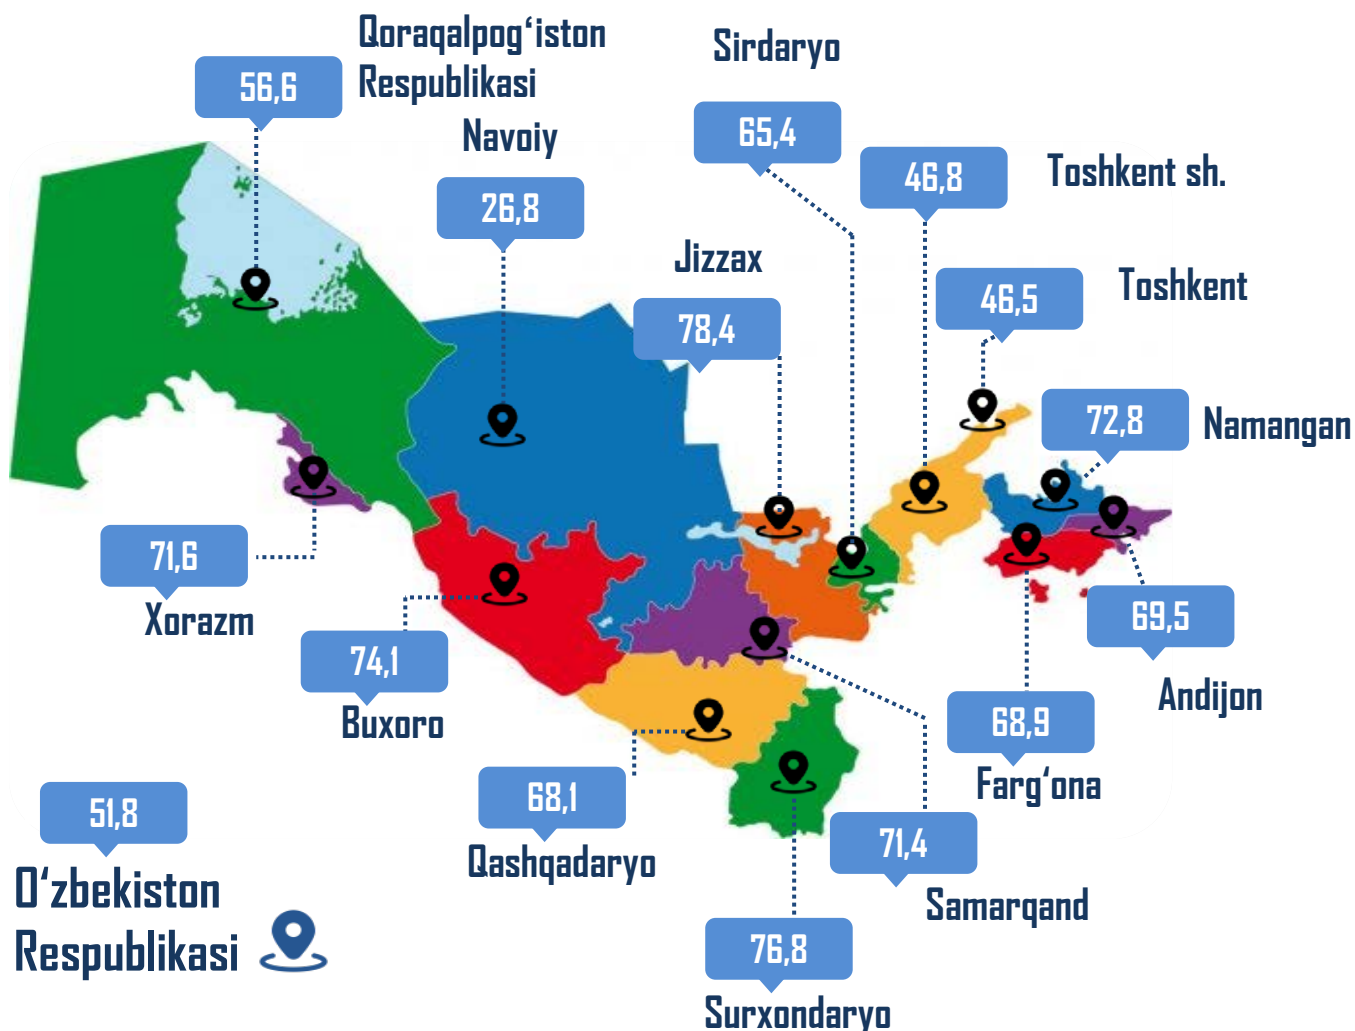 Qoraqalpog‘iston
Respublikasi
56,6
Navoiy
26,8
Sirdaryo
65,4
46,8
Toshkent sh.
Jizzax
78,4
46,5
Toshkent
72,8
Namangan
71,6
Xorazm
74,1
Buxoro
69,5
Andijon
68,9
Farg‘ona
68,1
Qashqadaryo
71,4
Samarqand
76,8
Surxondaryo
51,8
O‘zbekiston
Respublikasi